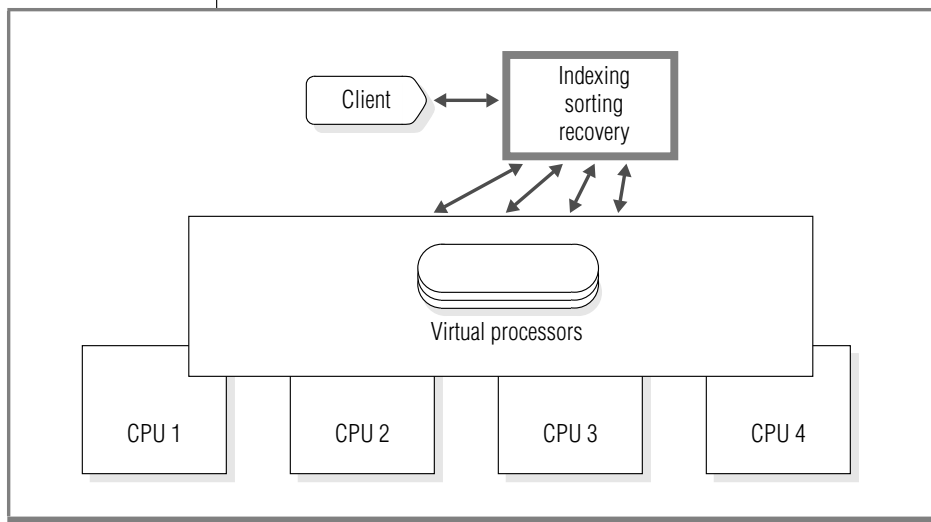 Client
Indexing
sorting
recovery
Virtual processors
CPU 1
CPU 2
CPU 3
CPU 4